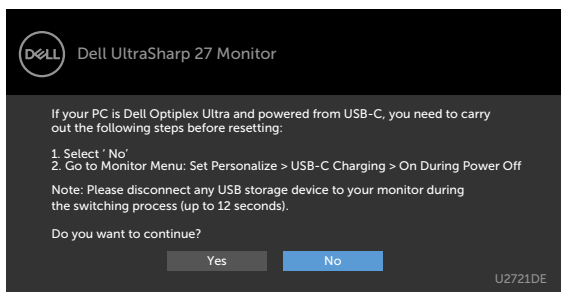 DELL
Dell UltraSharp 27 Monitor
If your PC is Dell Optiplex Ultra and powered from USB-C, you need to carry
out the following steps before resetting:
1. Select ‘ No’
2. Go to Monitor Menu: Set Personalize > USB-C Charging > On During Power Off
Note: Please disconnect any USB storage device to your monitor during
the switching process (up to 12 seconds).
Do you want to continue?
Yes No
U2721DE